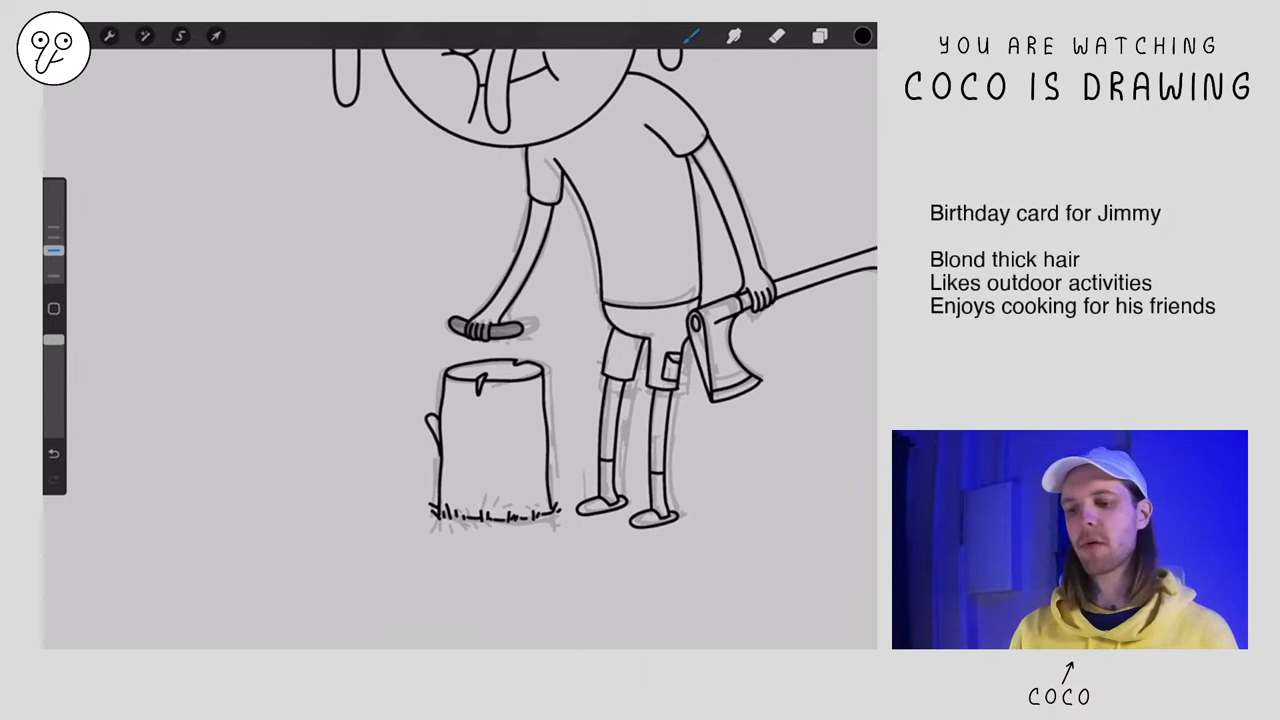 YOU ARE WATCHING
COCO IS DRAWING
Birthday card for Jimmy
Blond thick hair
Likes outdoor activities
Enjoys cooking for his friends
COCO